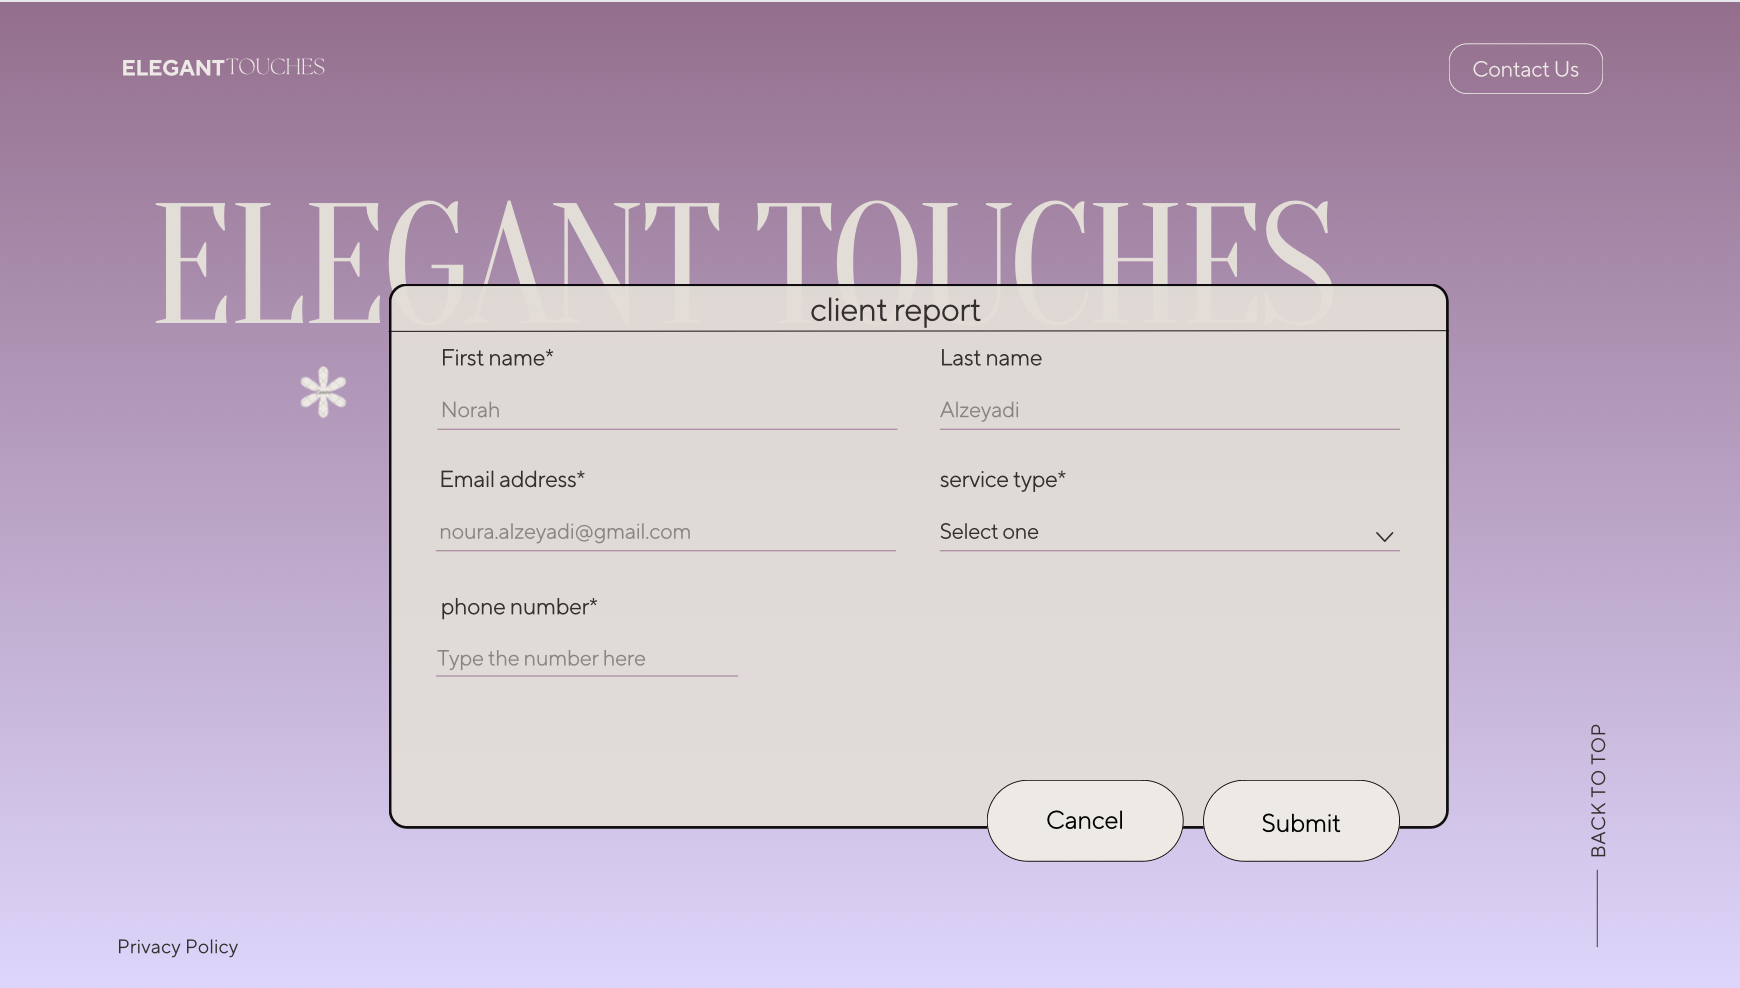 ELEGANTTOUCHES
Contact Us
ELEGANT TOUCHES
client report
First name*
Last name
Norah
Alzeyadi
Email address*
service type*
noura.alzeyadi@gmail.com
Select one
phone number*
Type the number here
Cancel
Submit
BACK TO TOP
Privacy Policy